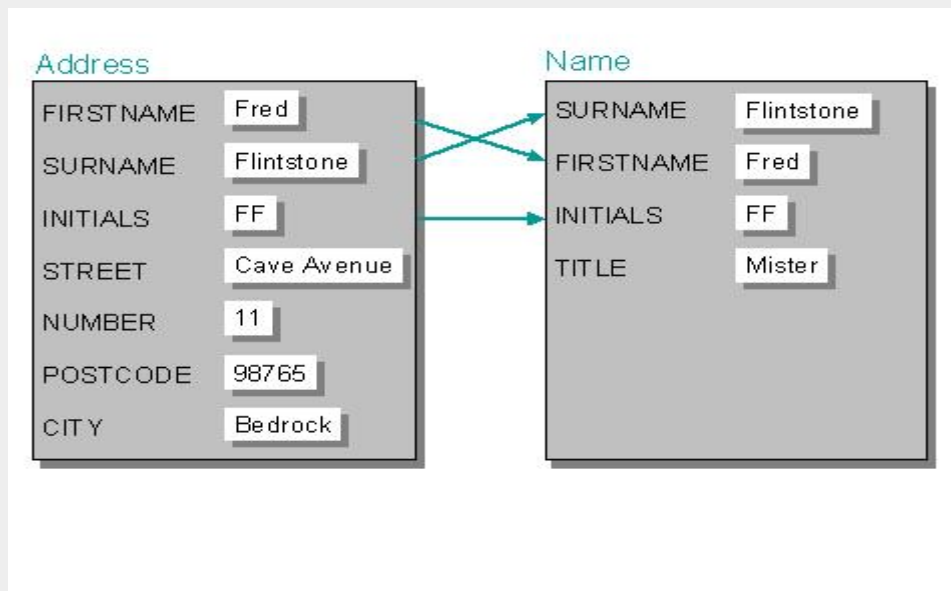 Address
FIRSTNAME Fred
SURNAME Flintstone
INITIALS FF
STREET Cave Avenue
NUMBER 11
POSTCODE 98765
CITY Bedrock
Name
SURNAME Flintstone
FIRSTNAME Fred
INITIALS FF
TITLE Mister